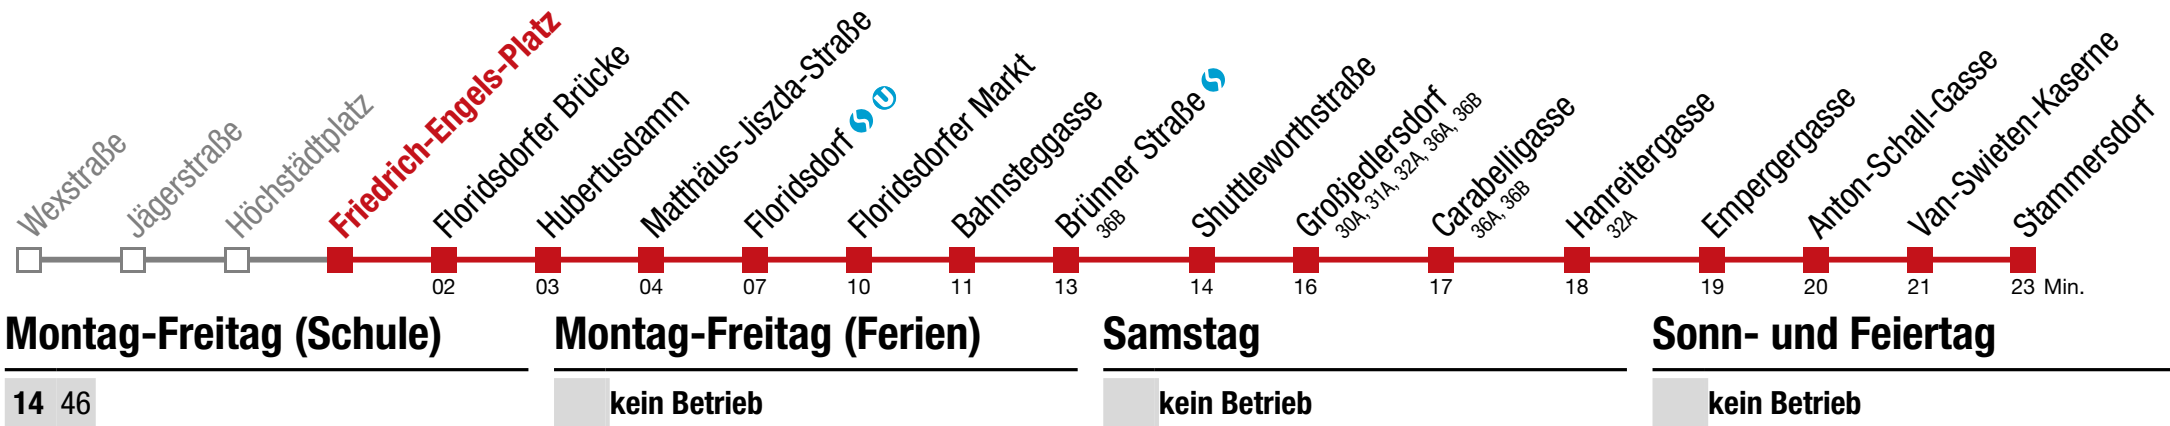 Wexstraße
Jägerstraße
Höchstädtplatz
Friedrich-Engels-Platz
Floridsdorfer Brücke
Hubertusdamm
Matthäus-Jiszda-Straße
Floridsdorf S U
Floridsdorfer Markt
Bahnsteggasse
Brünner Straße S
36B
Shuttleworthstraße
Großjedlersdorf
30A, 31A, 32A, 36A, 36B
Carabelligasse
36A, 36B
Hanreitergasse
32A
Empergergasse
Anton-Schall-Gasse
Van-Swieten-Kaserne
Stammersdorf
02 03 04 07 10 11 13 14 16 17 18 19 20 21 23 Min.
Montag-Freitag (Schule) Montag-Freitag (Ferien) Samstag Sonn- und Feiertag
14 46 kein Betrieb kein Betrieb kein Betrieb